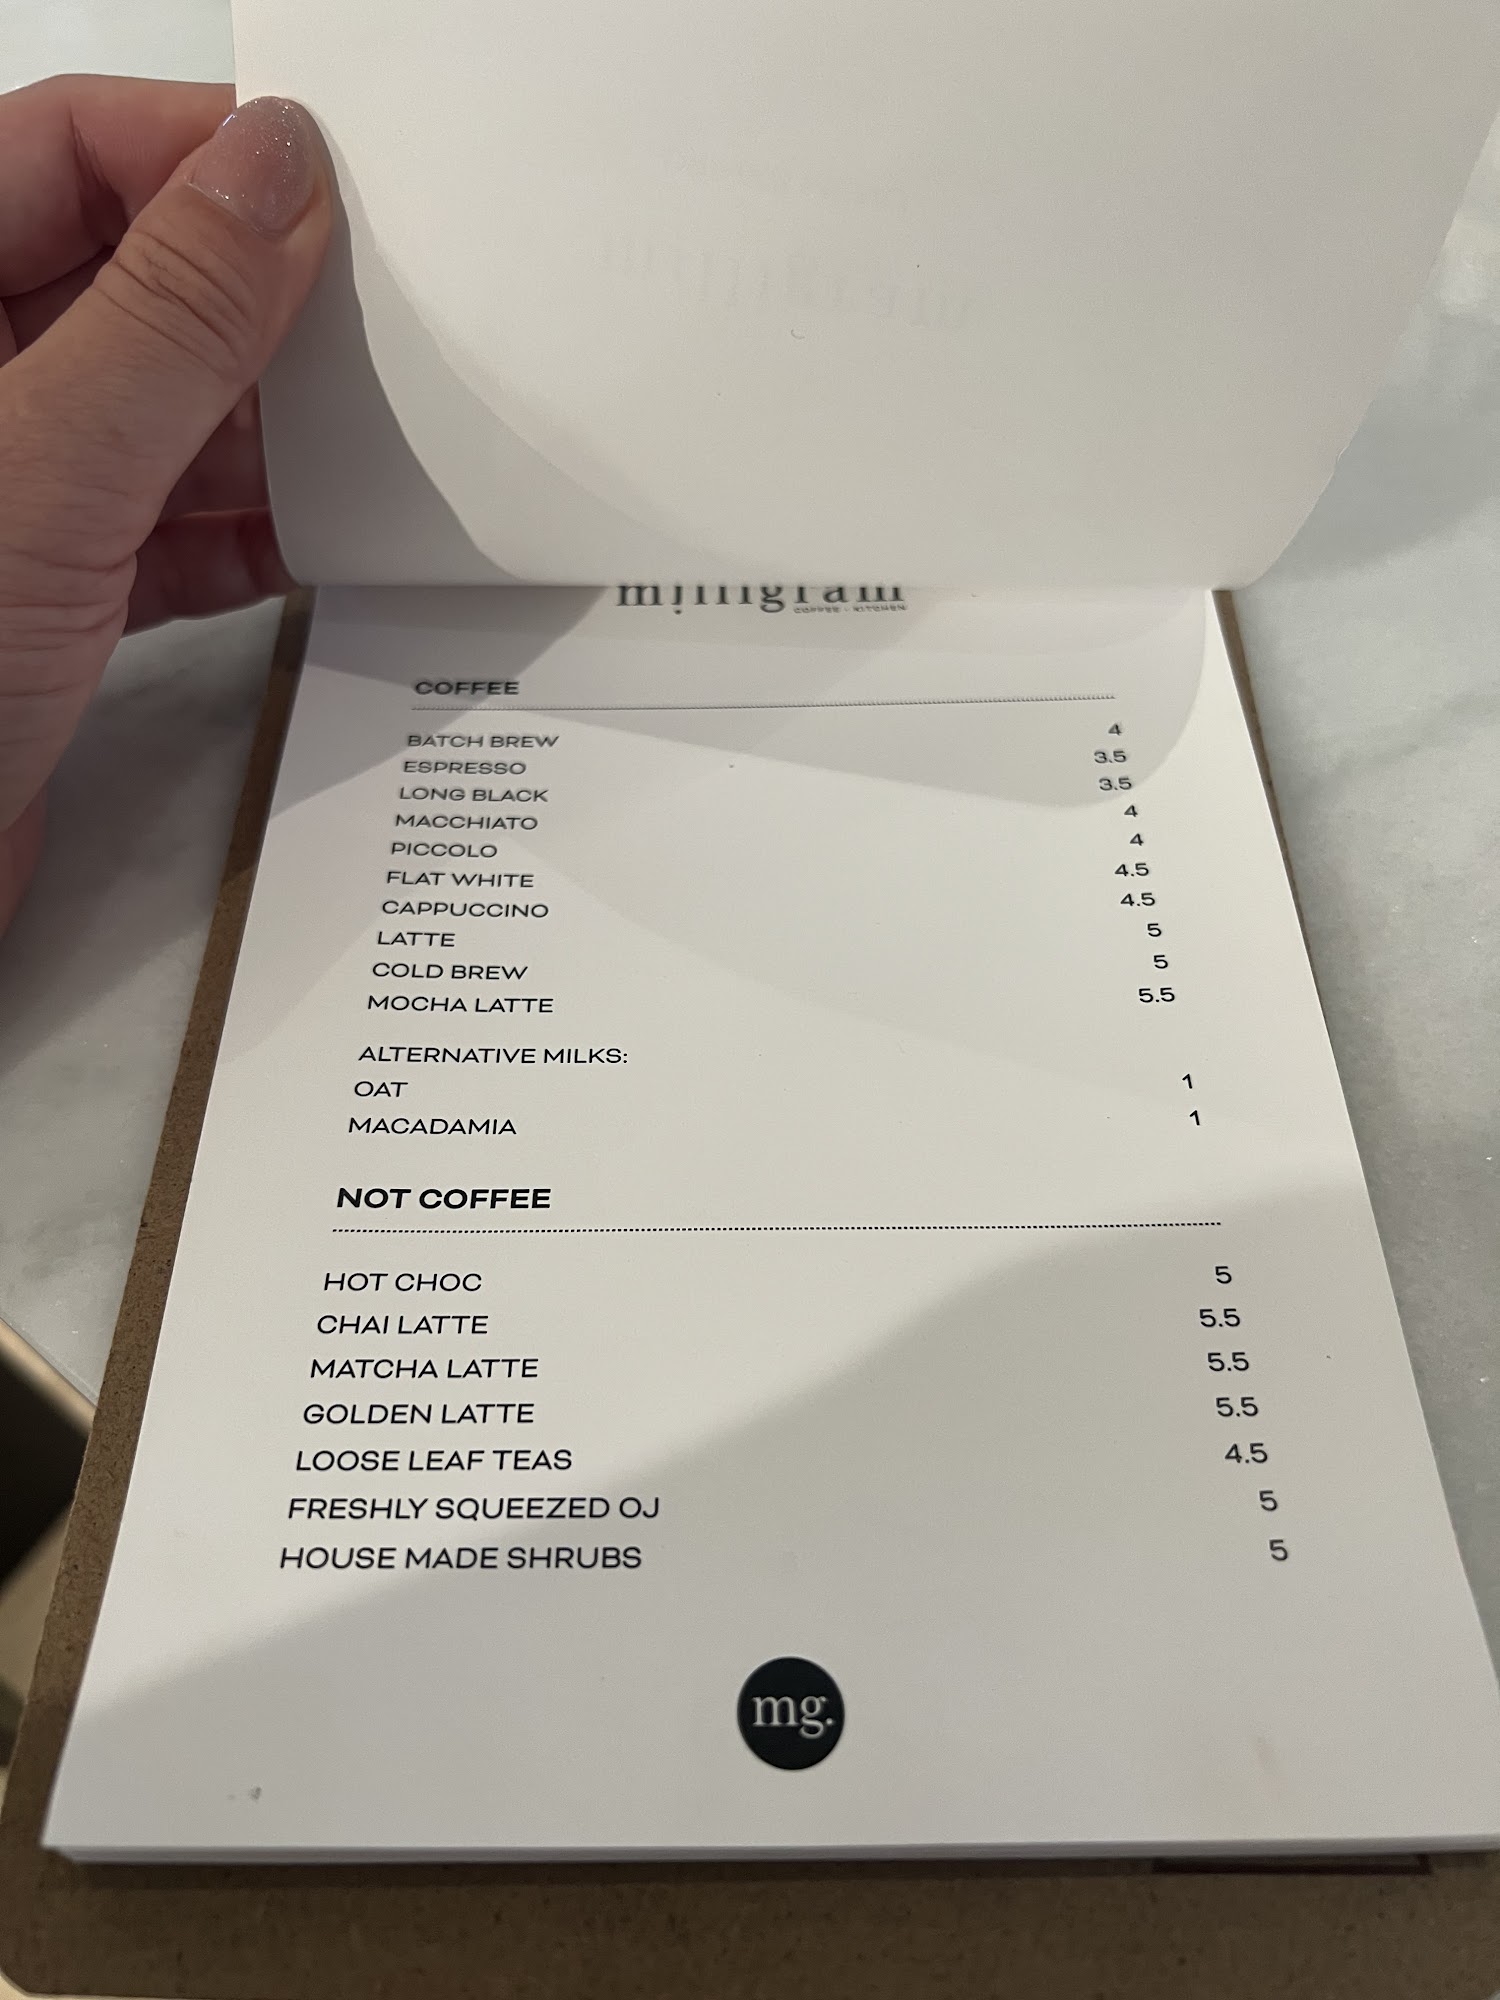 milligram
COFFEE - KITCHEN
COFFEE
BATCH BREW 4
ESPRESSO 3.5
LONG BLACK 3.5
MACCHIATO 4
PICCOLO 4
FLAT WHITE 4.5
CAPPUCCINO 4.5
LATTE 5
COLD BREW 5
MOCHA LATTE 5.5
ALTERNATIVE MILKS:
OAT 1
MACADAMIA 1
NOT COFFEE
HOT CHOC 5
CHAI LATTE 5.5
MATCHA LATTE 5.5
GOLDEN LATTE 5.5
LOOSE LEAF TEAS 4.5
FRESHLY SQUEEZED OJ 5
HOUSE MADE SHRUBS 5
mg.